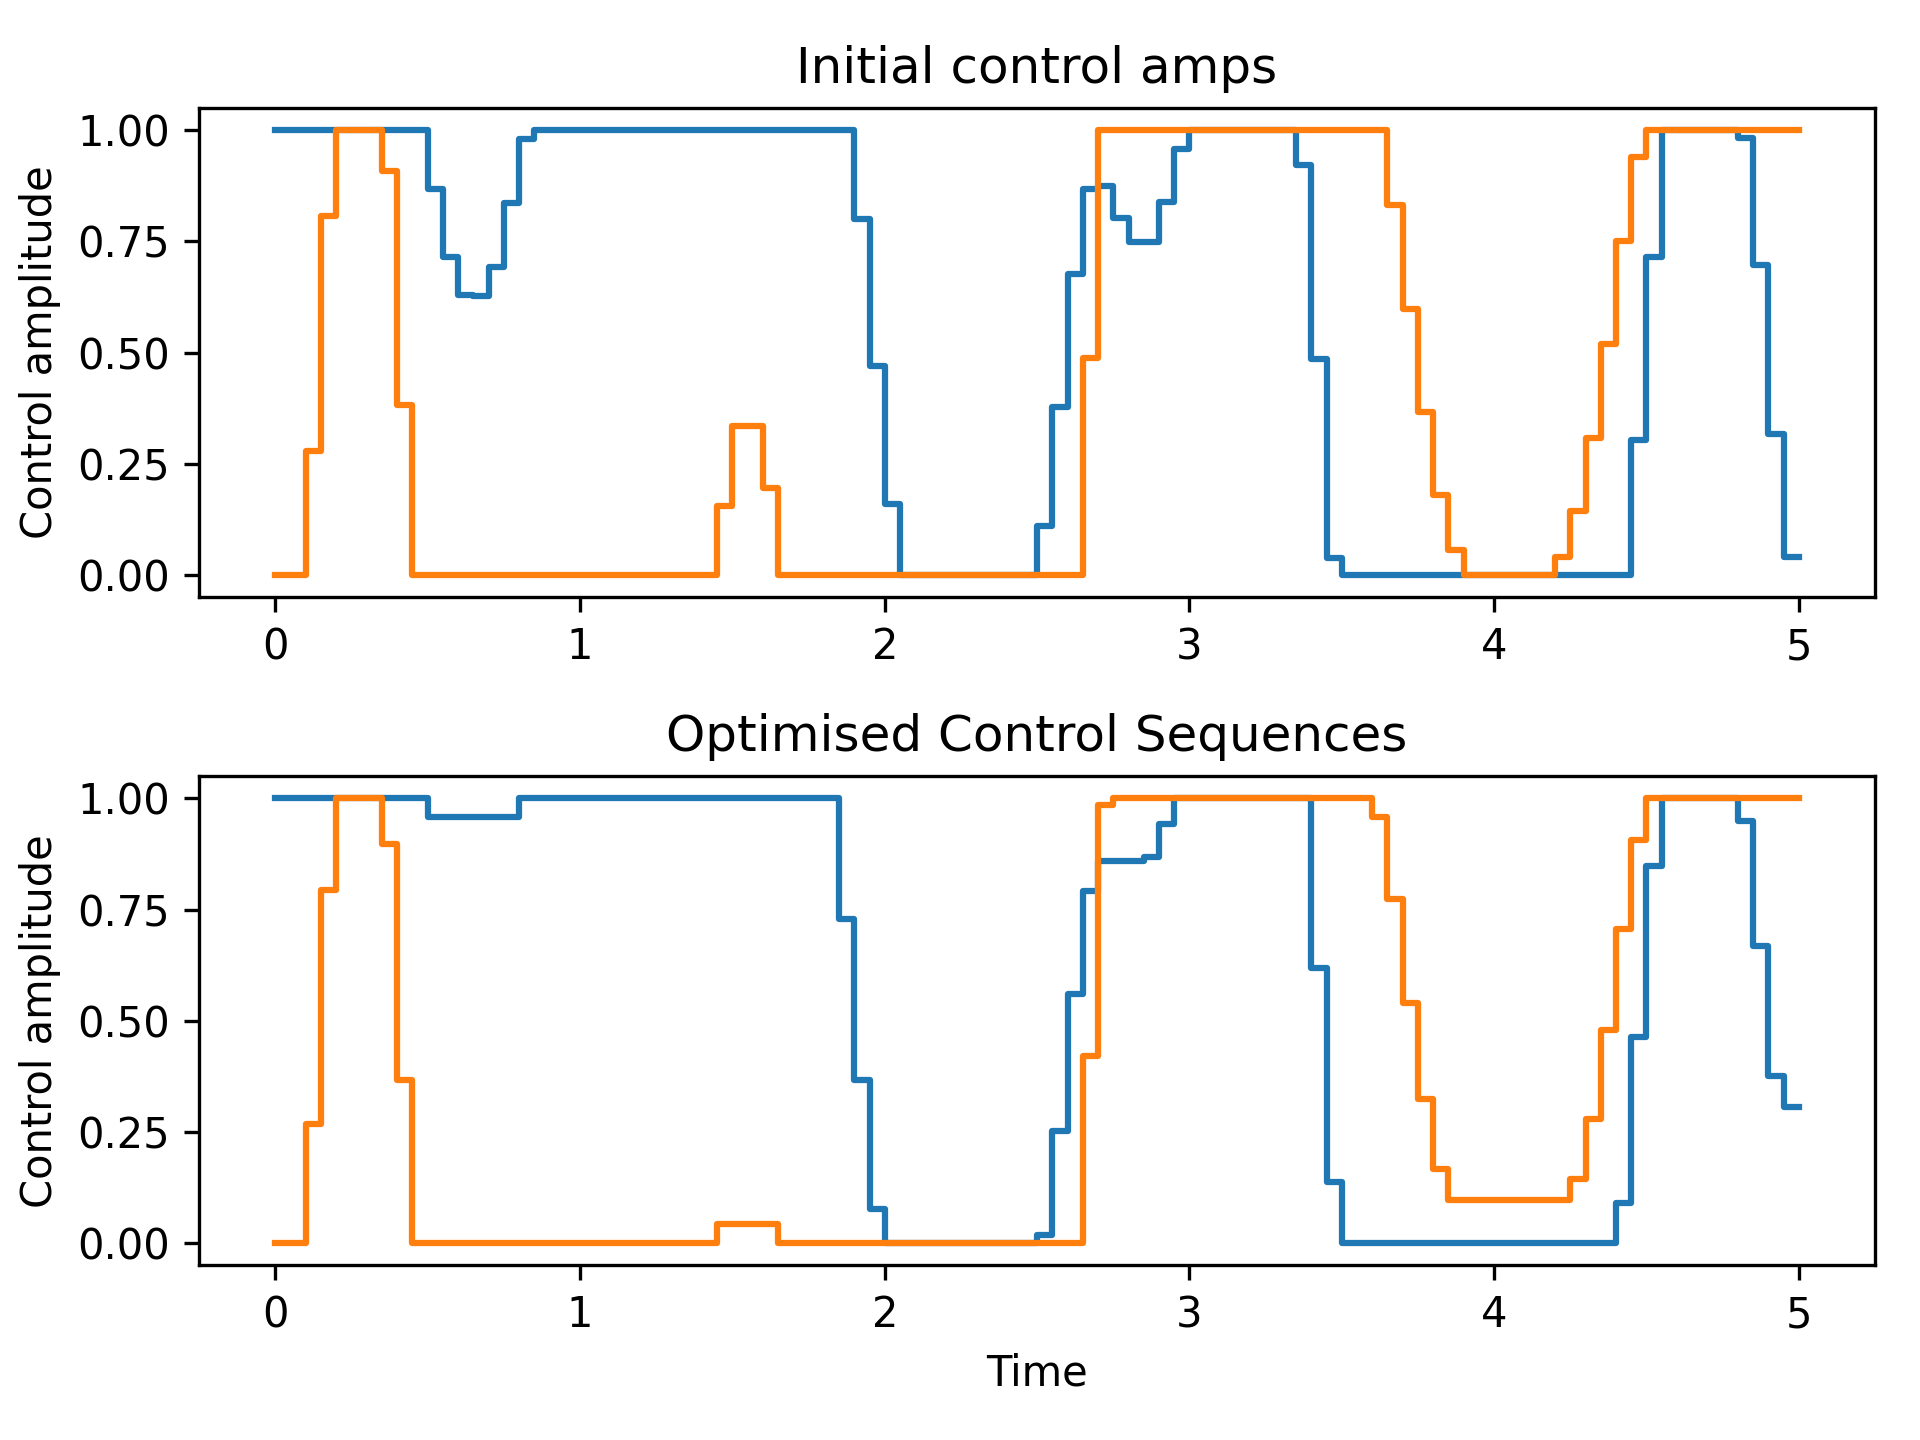 Initial control amps
Control amplitude
1.00
0.75
0.50
0.25
0.00
0 1 2 3 4 5
Optimised Control Sequences
Control amplitude
1.00
0.75
0.50
0.25
0.00
0 1 2 3 4 5
Time